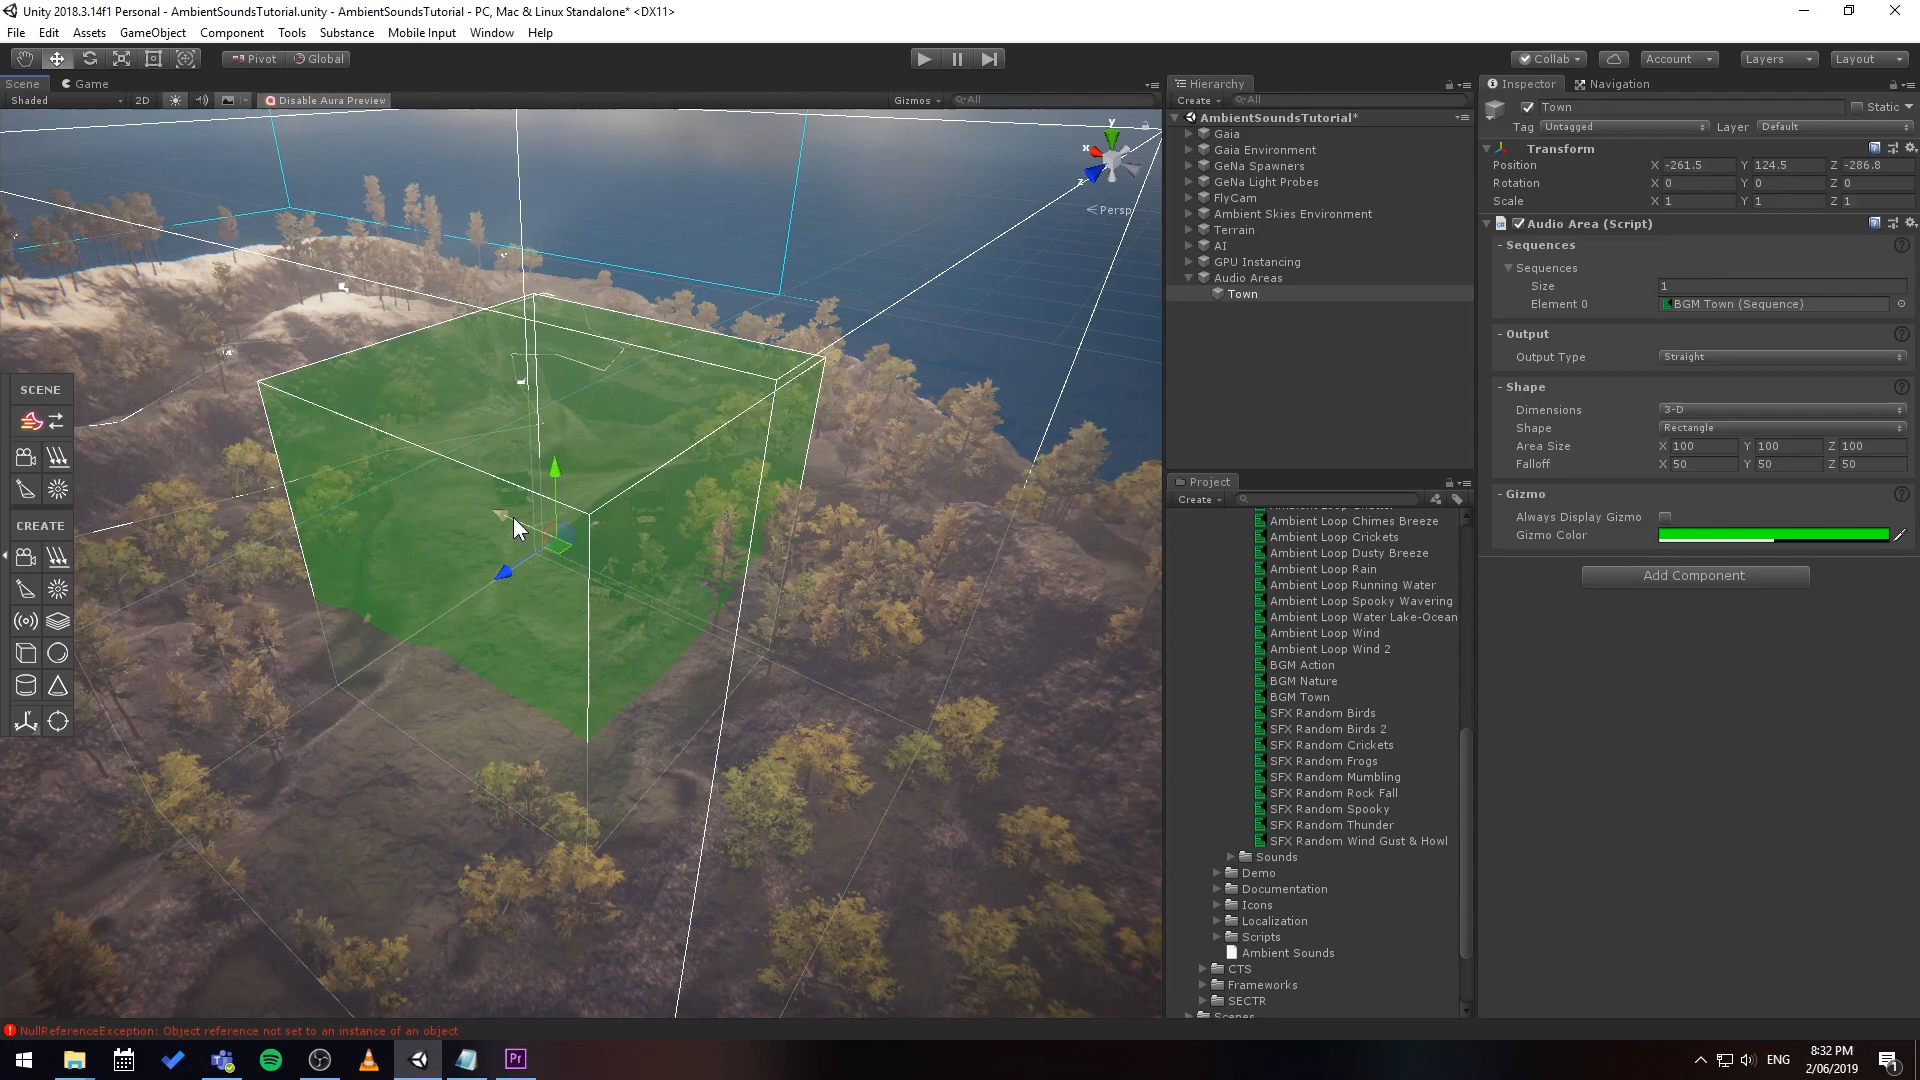 Unity 2018.3.14f1 Personal - AmbientSoundsTutorial.unity - AmbientSoundsTutorial - PC, Mac & Linux Standalone* <DX11>
File Edit Assets GameObject Component Tools Substance Mobile Input Window Help
Pivot Global Collab Account Layers Layout
Scene Game
Shaded 2D Disable Aura Preview Gizmos All
y
x
z
Persp
SCENE
CREATE
Hierarchy
Create All
AmbientSoundsTutorial*
Gaia
Gaia Environment
GeNa Spawners
GeNa Light Probes
FlyCam
Ambient Skies Environment
Terrain
AI
GPU Instancing
Audio Areas
Town
Project
Create
Ambient Loop Chimes Breeze
Ambient Loop Crickets
Ambient Loop Dusty Breeze
Ambient Loop Rain
Ambient Loop Running Water
Ambient Loop Spooky Wavering
Ambient Loop Water Lake-Ocean
Ambient Loop Wind
Ambient Loop Wind 2
BGM Action
BGM Nature
BGM Town
SFX Random Birds
SFX Random Birds 2
SFX Random Crickets
SFX Random Frogs
SFX Random Mumbling
SFX Random Rock Fall
SFX Random Spooky
SFX Random Thunder
SFX Random Wind Gust & Howl
Sounds
Demo
Documentation
Icons
Localization
Scripts
Ambient Sounds
CTS
Frameworks
SECTR
Scenes
Inspector Navigation
Town Static
Tag Untagged Layer Default
Transform
Position X -261.5 Y 124.5 Z -286.8
Rotation X 0 Y 0 Z 0
Scale X 1 Y 1 Z 1
Audio Area (Script)
- Sequences
Sequences
Size 1
Element 0 BGM Town (Sequence)
- Output
Output Type Straight
- Shape
Dimensions 3-D
Shape Rectangle
Area Size X 100 Y 100 Z 100
Falloff X 50 Y 50 Z 50
- Gizmo
Always Display Gizmo
Gizmo Color
Add Component
NullReferenceException: Object reference not set to an instance of an object
Pr
ENG
8:32 PM
2/06/2019
1